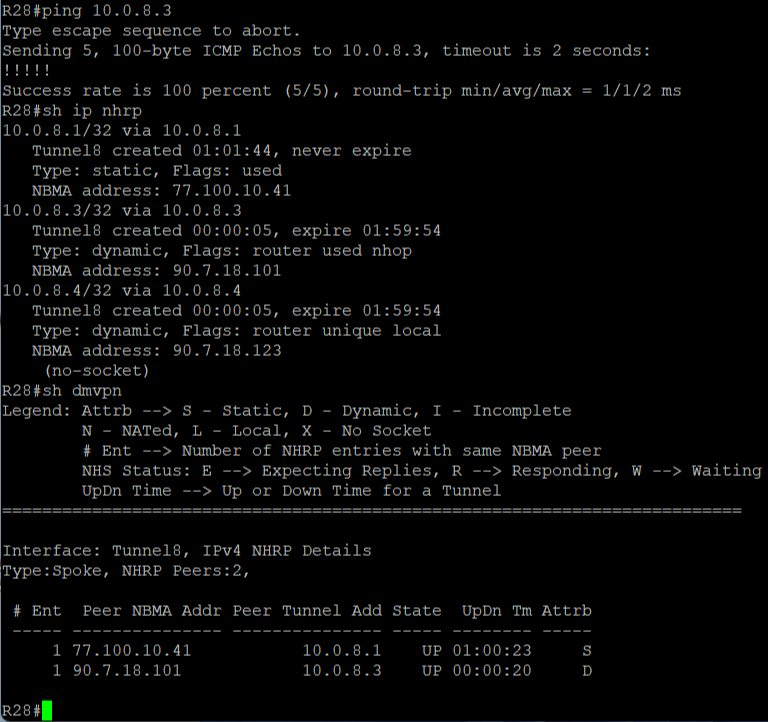 R28#ping 10.0.8.3
Type escape sequence to abort.
Sending 5, 100-byte ICMP Echos to 10.0.8.3, timeout is 2 seconds:
!!!!!
Success rate is 100 percent (5/5), round-trip min/avg/max = 1/1/2 ms
R28#sh ip nhrp
10.0.8.1/32 via 10.0.8.1
   Tunnel8 created 01:01:44, never expire
   Type: static, Flags: used
   NBMA address: 77.100.10.41
10.0.8.3/32 via 10.0.8.3
   Tunnel8 created 00:00:05, expire 01:59:54
   Type: dynamic, Flags: router used nhop
   NBMA address: 90.7.18.101
10.0.8.4/32 via 10.0.8.4
   Tunnel8 created 00:00:05, expire 01:59:54
   Type: dynamic, Flags: router unique local
   NBMA address: 90.7.18.123
    (no-socket)
R28#sh dmvpn
Legend: Attrb --> S - Static, D - Dynamic, I - Incomplete
        N - NATed, L - Local, X - No Socket
        # Ent --> Number of NHRP entries with same NBMA peer
        NHS Status: E --> Expecting Replies, R --> Responding, W --> Waiting
        UpDn Time --> Up or Down Time for a Tunnel
==========================================================================
Interface: Tunnel8, IPv4 NHRP Details
Type:Spoke, NHRP Peers:2,
 # Ent  Peer NBMA Addr Peer Tunnel Add State  UpDn Tm Attrb
 ----- --------------- --------------- ----- -------- -----
     1 77.100.10.41           10.0.8.1    UP 01:00:23     S
     1 90.7.18.101            10.0.8.3    UP 00:00:20     D
R28#